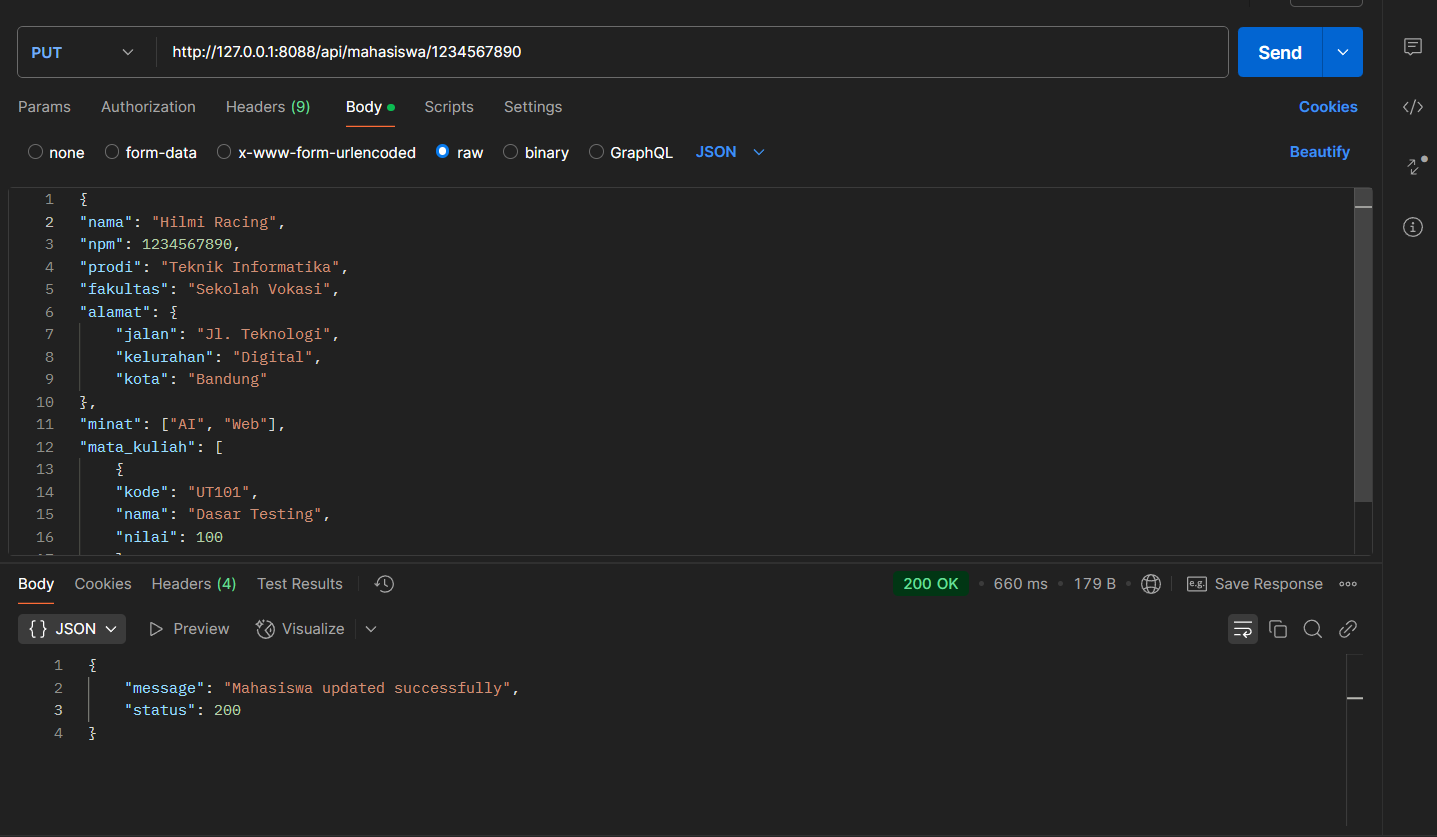 PUT http://127.0.0.1:8088/api/mahasiswa/1234567890 Send
Params Authorization Headers (9) Body Scripts Settings Cookies
none form-data x-www-form-urlencoded raw binary GraphQL JSON Beautify
1 {
2 "nama": "Hilmi Racing",
3 "npm": 1234567890,
4 "prodi": "Teknik Informatika",
5 "fakultas": "Sekolah Vokasi",
6 "alamat": {
7 "jalan": "Jl. Teknologi",
8 "kelurahan": "Digital",
9 "kota": "Bandung"
10 },
11 "minat": ["AI", "Web"],
12 "mata_kuliah": [
13 {
14 "kode": "UT101",
15 "nama": "Dasar Testing",
16 "nilai": 100
Body Cookies Headers (4) Test Results 200 OK • 660 ms • 179 B • e.g. Save Response
{} JSON Preview Visualize
1 {
2 "message": "Mahasiswa updated successfully",
3 "status": 200
4 }